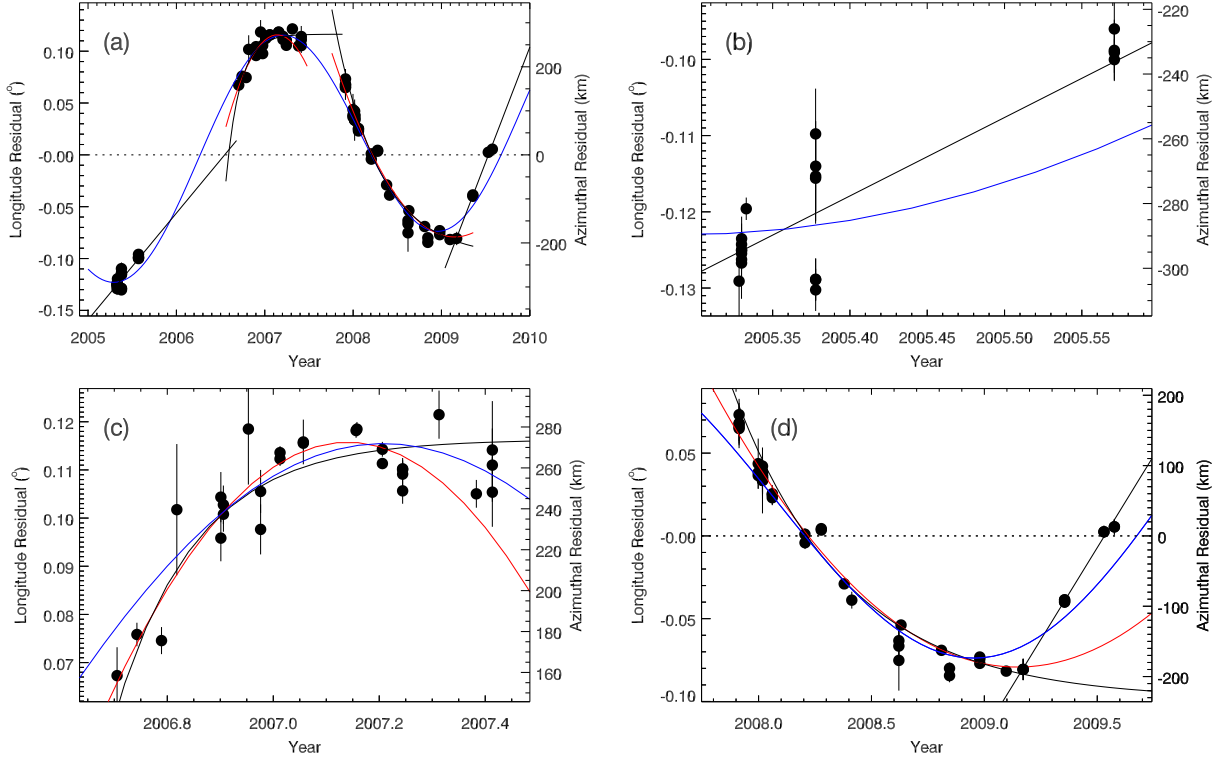 (a)
Longitude Residual (°)
0.10
0.05
-0.00
-0.05
-0.10
-0.15
2005 2006 2007 2008 2009 2010
Year
200
0
-200
Azimuthal Residual (km)
(b)
Longitude Residual (°)
-0.10
-0.11
-0.12
-0.13
2005.35 2005.40 2005.45 2005.50 2005.55
Year
-220
-240
-260
-280
-300
Azimuthal Residual (km)
(c)
Longitude Residual (°)
0.12
0.11
0.10
0.09
0.08
0.07
2006.8 2007.0 2007.2 2007.4
Year
280
260
240
220
200
180
160
Azimuthal Residual (km)
(d)
Longitude Residual (°)
0.05
-0.00
-0.05
-0.10
2008.0 2008.5 2009.0 2009.5
Year
200
100
0
-100
-200
Azimuthal Residual (km)